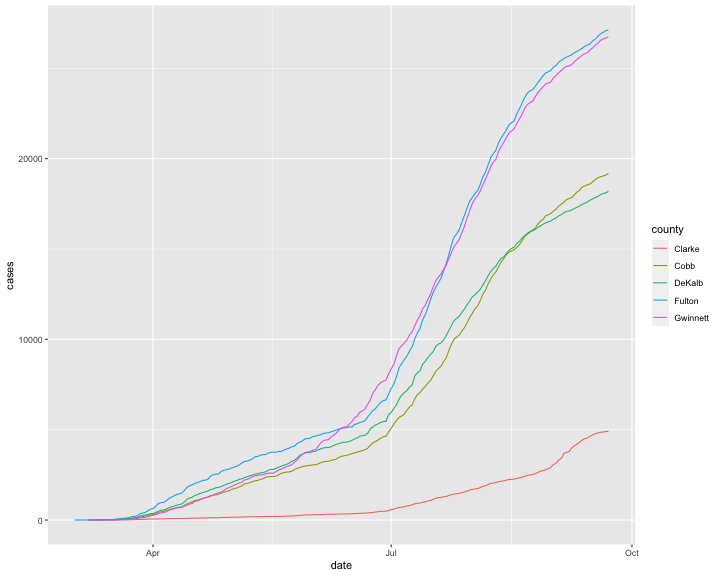 20000
10000
0
cases
Apr
Jul
Oct
date
county
Clarke
Cobb
DeKalb
Fulton
Gwinnett